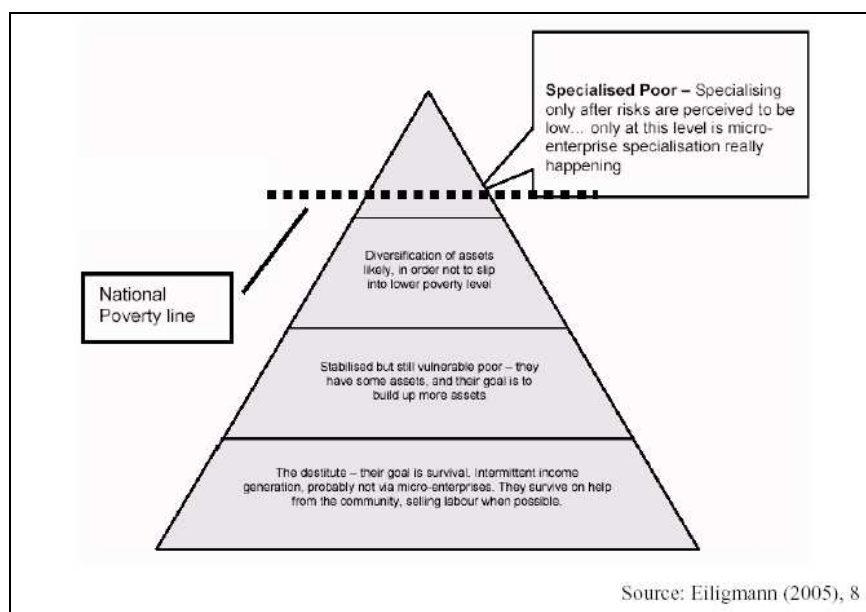 Specialised Poor – Specialising
only after risks are perceived to be
low... only at this level is micro-
enterprise specialisation really
happening
Diversification of assets
likely, in order not to slip
into lower poverty level
National
Poverty line
Stabilised but still vulnerable poor – they
have some assets, and their goal is to
build up more assets
The destitute – their goal is survival. Intermittent income
generation, probably not via micro-enterprises. They survive on help
from the community, selling labour when possible.
Source: Eiligmann (2005), 8